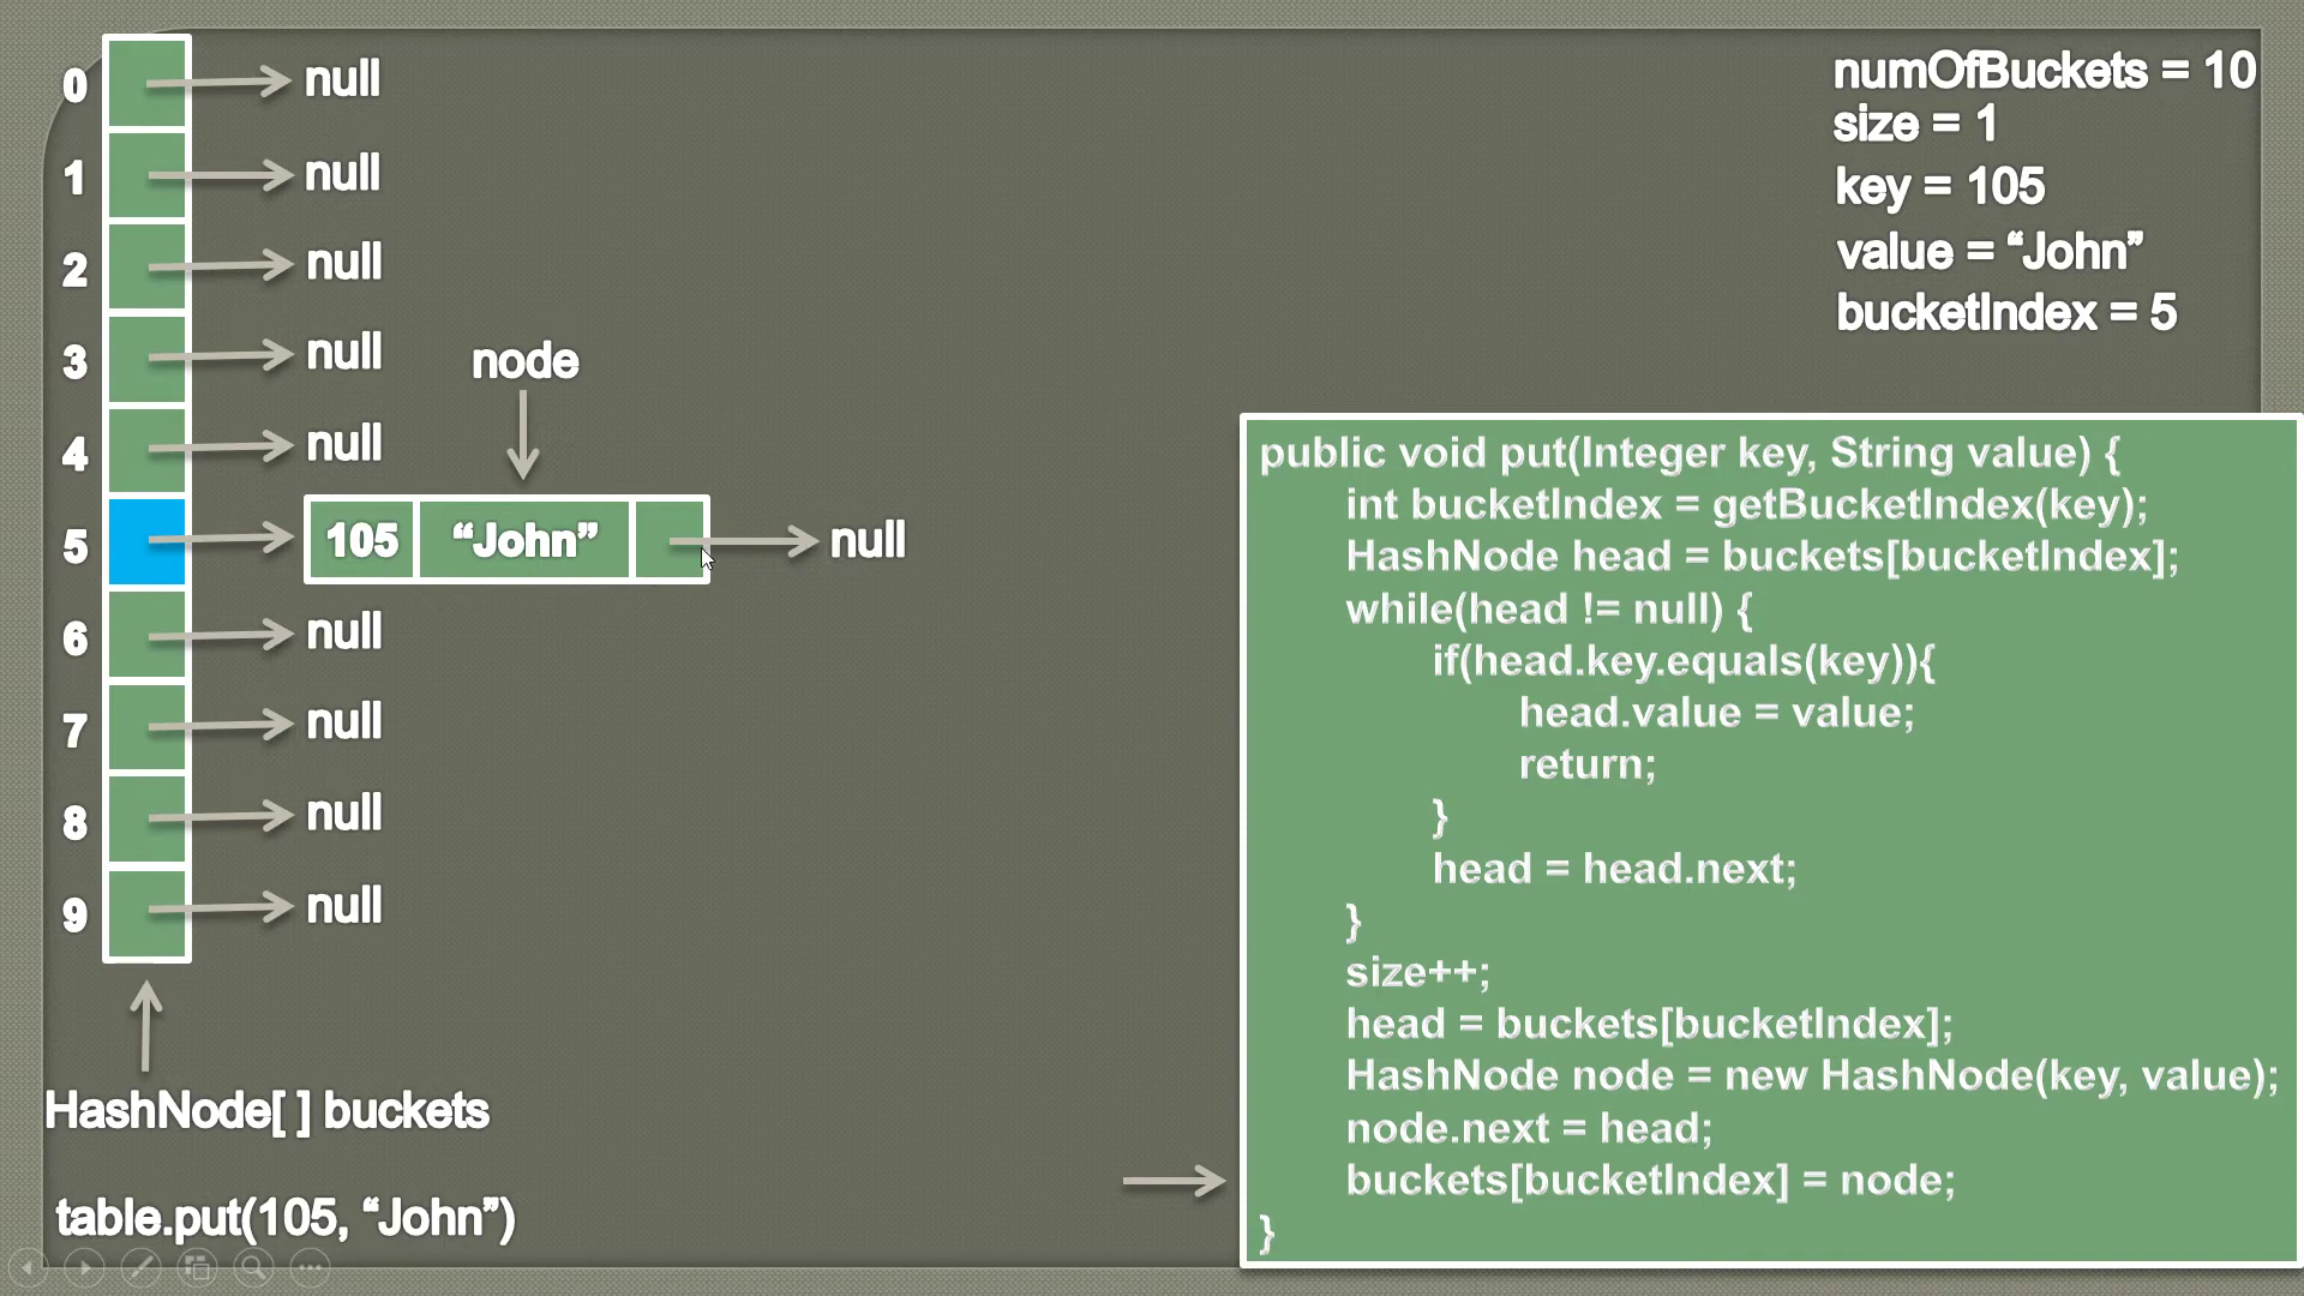 0 null
1 null
2 null
3 null
4 null
node
5 105 “John” null
6 null
7 null
8 null
9 null
HashNode[ ] buckets
table.put(105, “John”)
numOfBuckets = 10
size = 1
key = 105
value = “John”
bucketIndex = 5
public void put(Integer key, String value) {
int bucketIndex = getBucketIndex(key);
HashNode head = buckets[bucketIndex];
while(head != null) {
if(head.key.equals(key)){
head.value = value;
return;
}
head = head.next;
}
size++;
head = buckets[bucketIndex];
HashNode node = new HashNode(key, value);
node.next = head;
buckets[bucketIndex] = node;
}